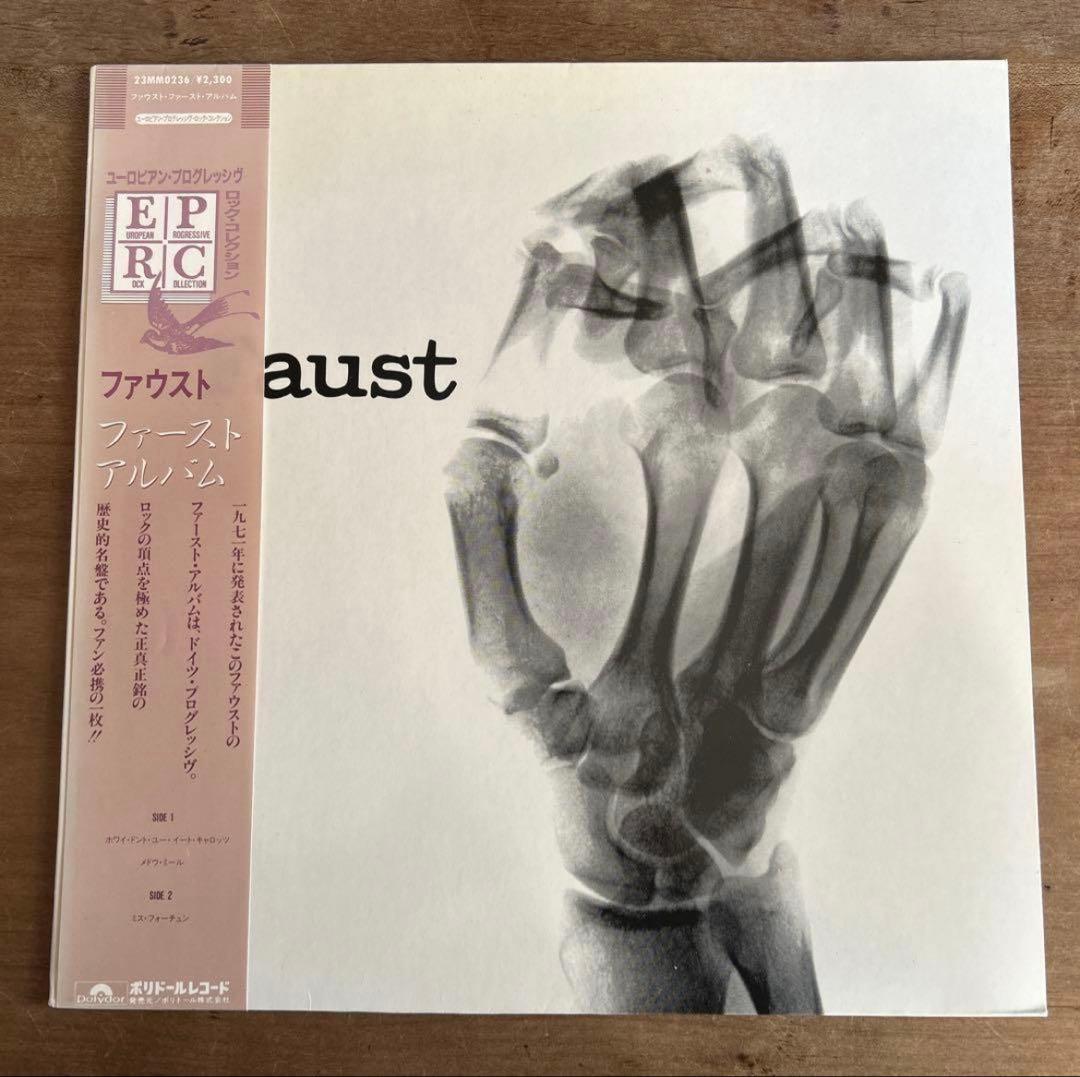 23MM0236/¥2,300
ファウスト・ファースト・アルバム
ユーロピアン・プログレッシヴ・ロック・コレクション
ユーロピアン・プログレッシヴ
ロック・コレクション
EUROPEAN PROGRESSIVE
ROCK COLLECTION
aust
ファウスト
ファースト
アルバム
一九七一年に発表されたこのファウストの
ファースト・アルバムは、ドイツ・プログレッシヴ。
ロックの頂点を極めた正真正銘の
歴史的名盤である。ファン必携の一枚!!
SIDE 1
ホワイ・ドント・ユー・イート・キャロッツ
メドウ・ミール
SIDE 2
ミス・フォーチュン
Polydor
ポリドールレコード
発売元/ポリドール株式会社